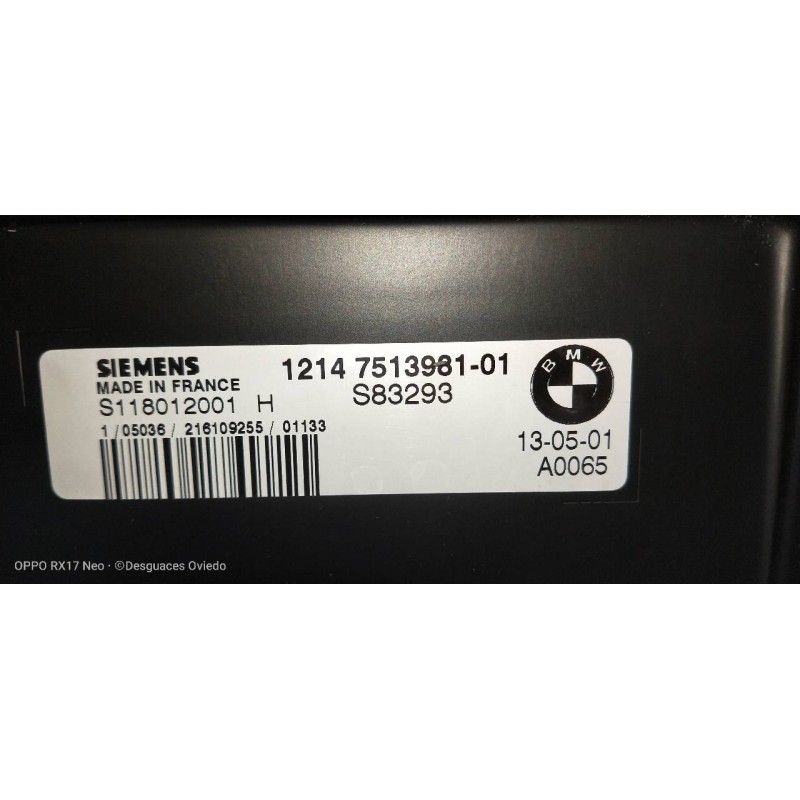 SIEMENS
MADE IN FRANCE
S118012001 H
1214 7513981-01
S83293
BMW
1/05036/216109255/01133
13-05-01
A0065
OPPO RX17 Neo · ©Desguaces Oviedo